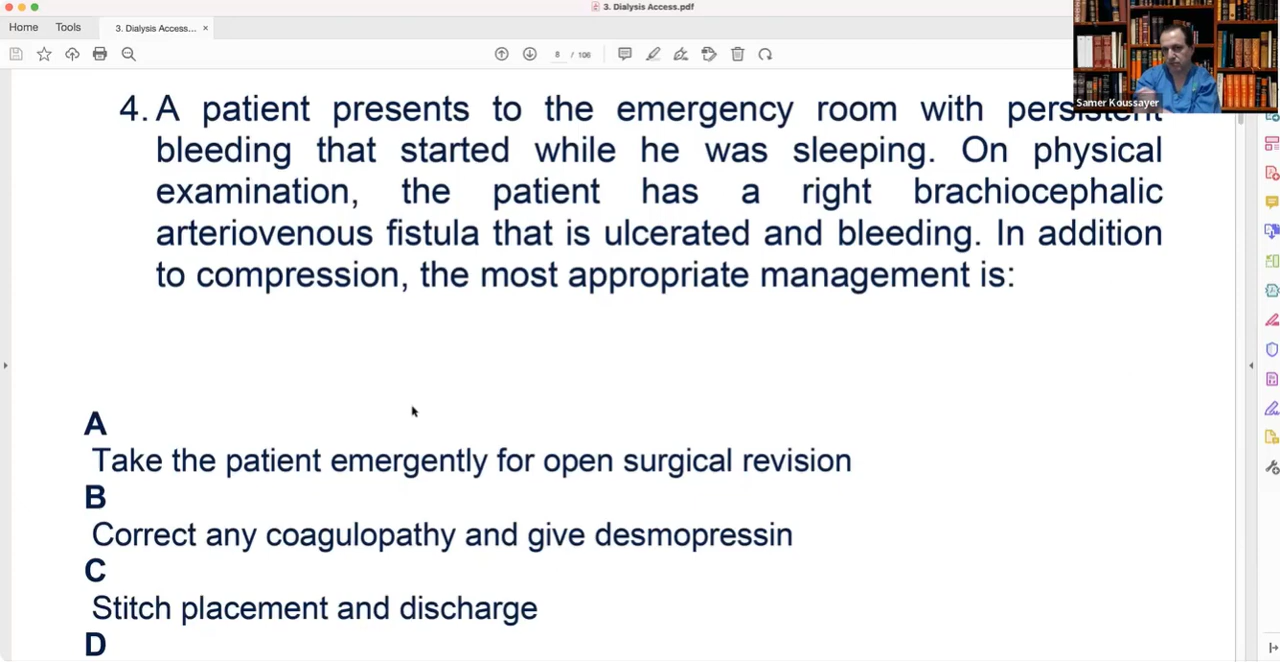 3. Dialysis Access.pdf
Home Tools 3. Dialysis Access... ×
8 / 106
Samer Koussayer
4. A patient presents to the emergency room with persistent
bleeding that started while he was sleeping. On physical
examination, the patient has a right brachiocephalic
arteriovenous fistula that is ulcerated and bleeding. In addition
to compression, the most appropriate management is:
A
Take the patient emergently for open surgical revision
B
Correct any coagulopathy and give desmopressin
C
Stitch placement and discharge
D